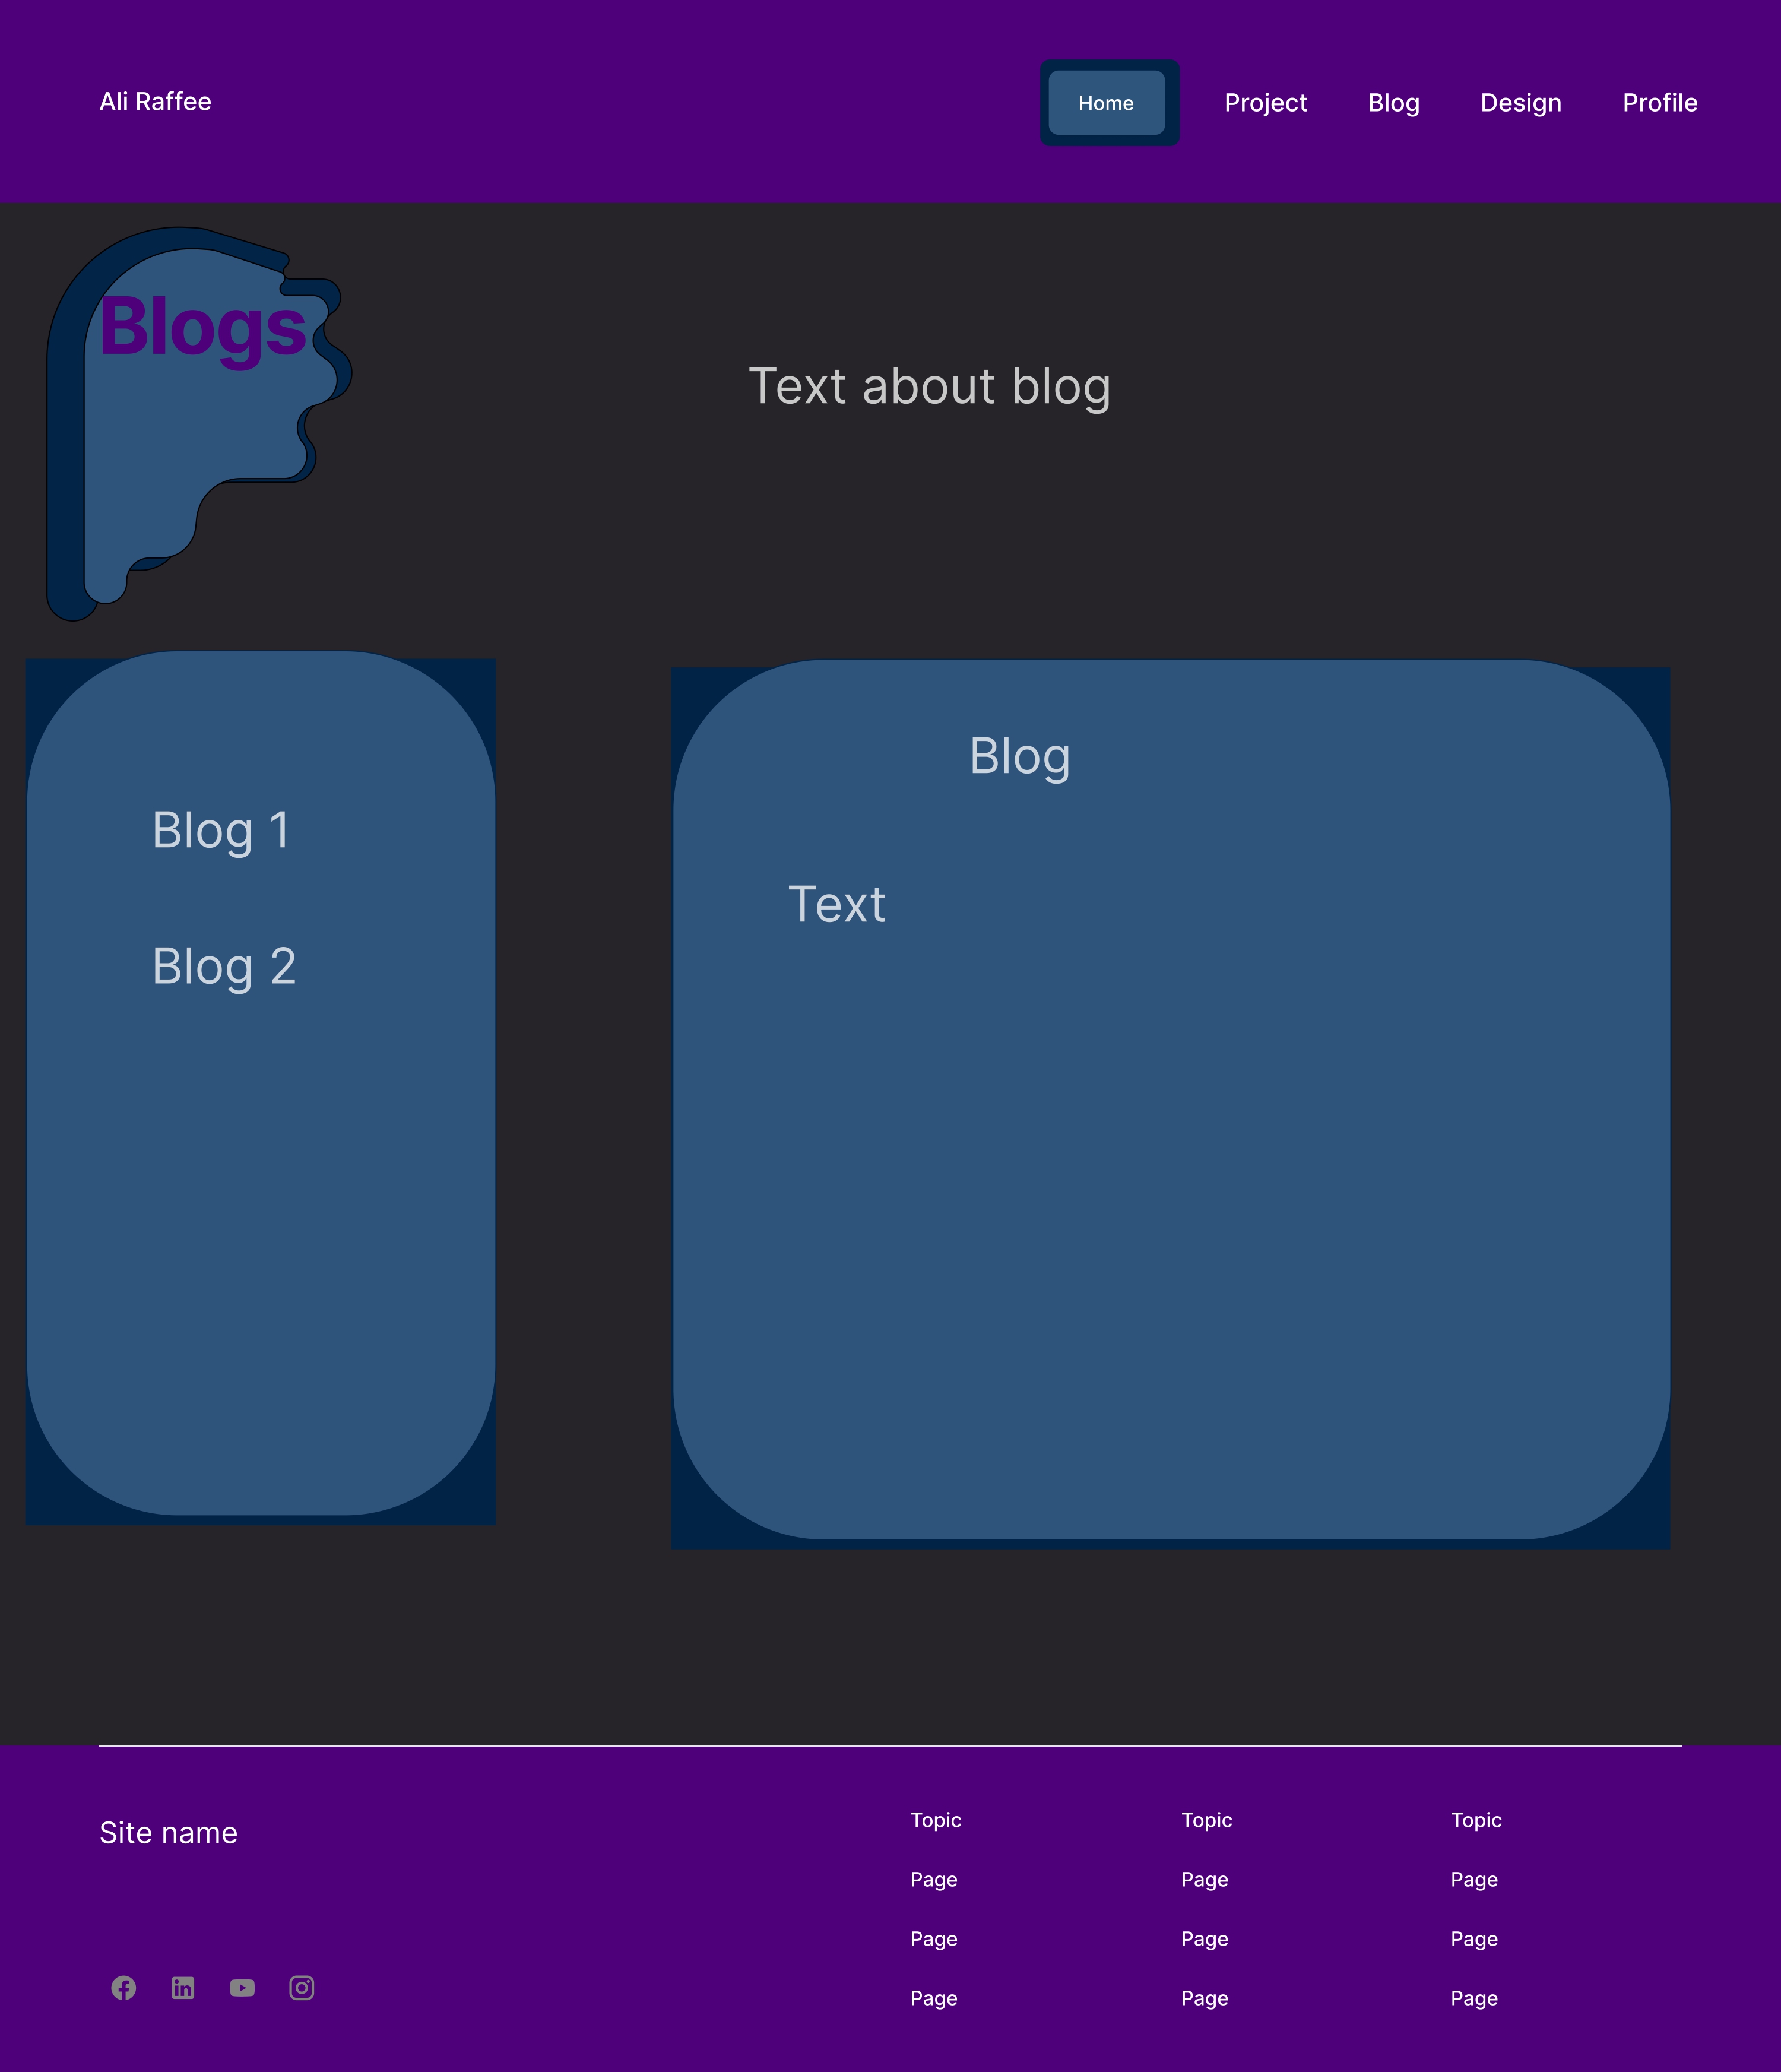 Ali Raffee
Home
Project
Blog
Design
Profile
Blogs
Text about blog
Blog 1
Blog 2
Blog
Text
Site name
Topic
Page
Page
Page
Topic
Page
Page
Page
Topic
Page
Page
Page